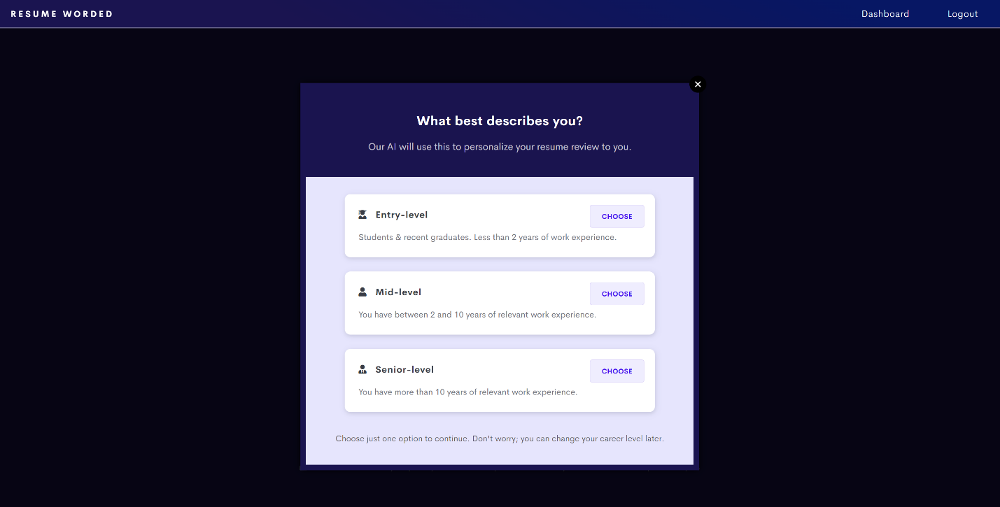 RESUME WORDED
Dashboard
Logout
What best describes you?
Our AI will use this to personalize your resume review to you.
Entry-level
CHOOSE
Students & recent graduates. Less than 2 years of work experience.
Mid-level
CHOOSE
You have between 2 and 10 years of relevant work experience.
Senior-level
CHOOSE
You have more than 10 years of relevant work experience.
Choose just one option to continue. Don't worry; you can change your career level later.